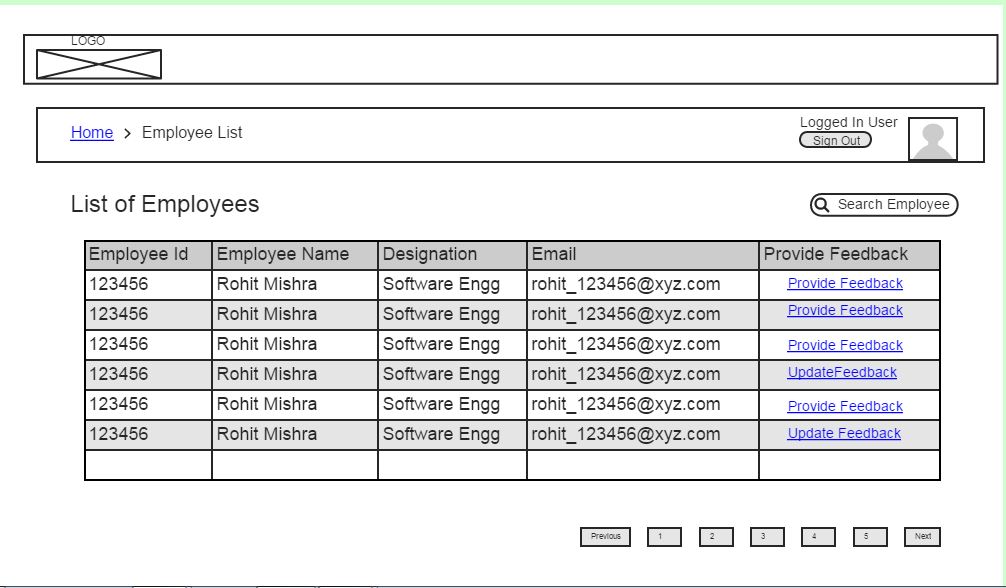 LOGO
Home > Employee List
Logged In User
Sign Out
List of Employees
Search Employee
Employee Id Employee Name Designation Email Provide Feedback
123456 Rohit Mishra Software Engg rohit_123456@xyz.com Provide Feedback
123456 Rohit Mishra Software Engg rohit_123456@xyz.com Provide Feedback
123456 Rohit Mishra Software Engg rohit_123456@xyz.com Provide Feedback
123456 Rohit Mishra Software Engg rohit_123456@xyz.com UpdateFeedback
123456 Rohit Mishra Software Engg rohit_123456@xyz.com Provide Feedback
123456 Rohit Mishra Software Engg rohit_123456@xyz.com Update Feedback
Previous 1 2 3 4 5 Next